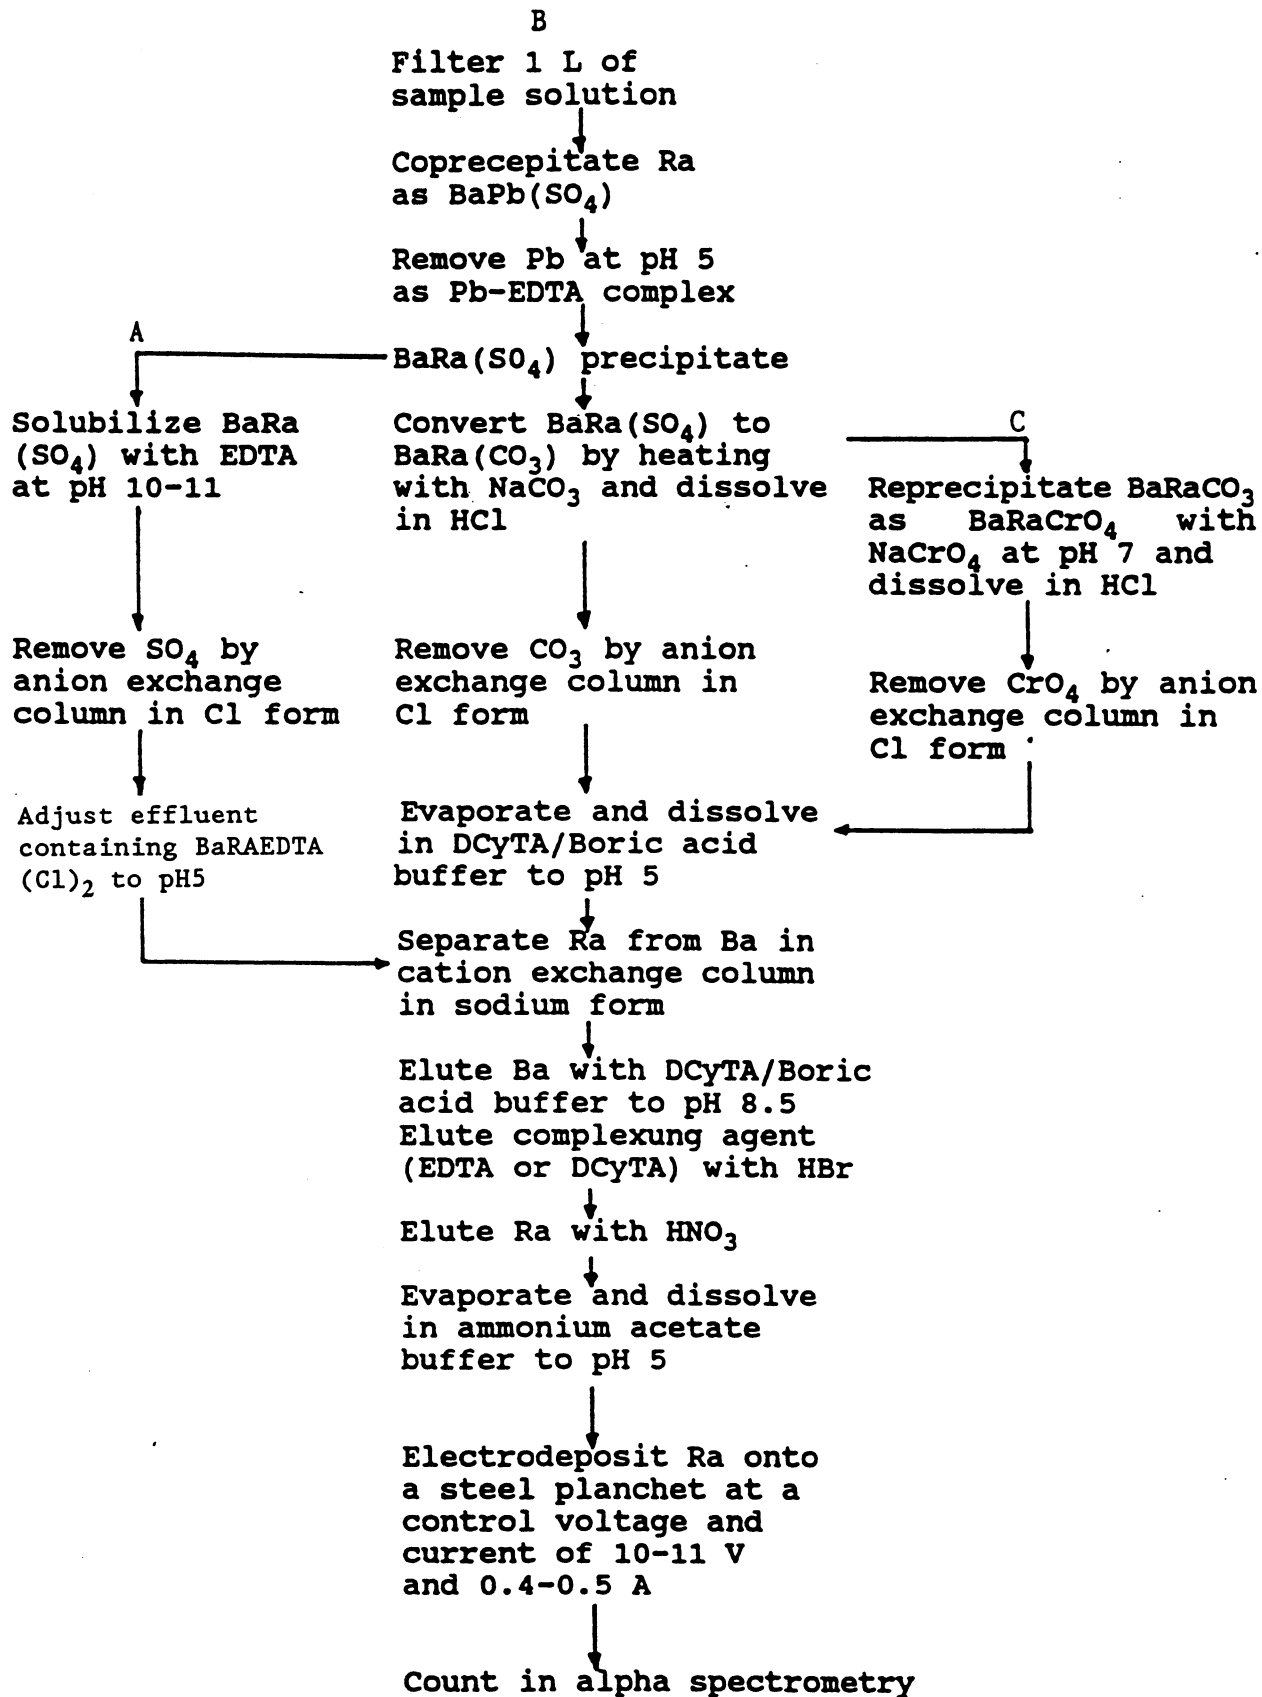 B
Filter 1 L of
sample solution
Coprecepitate Ra
as BaPb(SO₄)
Remove Pb at pH 5
as Pb-EDTA complex
BaRa(SO₄) precipitate
A
Solubilize BaRa
(SO₄) with EDTA
at pH 10-11
Remove SO₄ by
anion exchange
column in Cl form
Adjust effluent
containing BaRAEDTA
(Cl)₂ to pH5
Convert BaRa(SO₄) to
BaRa(CO₃) by heating
with NaCO₃ and dissolve
in HCl
Remove CO₃ by anion
exchange column in
Cl form
C
Reprecipitate BaRaCO₃
as BaRaCrO₄ with
NaCrO₄ at pH 7 and
dissolve in HCl
Remove CrO₄ by anion
exchange column in
Cl form
Evaporate and dissolve
in DCyTA/Boric acid
buffer to pH 5
Separate Ra from Ba in
cation exchange column
in sodium form
Elute Ba with DCyTA/Boric
acid buffer to pH 8.5
Elute complexung agent
(EDTA or DCyTA) with HBr
Elute Ra with HNO₃
Evaporate and dissolve
in ammonium acetate
buffer to pH 5
Electrodeposit Ra onto
a steel planchet at a
control voltage and
current of 10-11 V
and 0.4-0.5 A
Count in alpha spectrometry